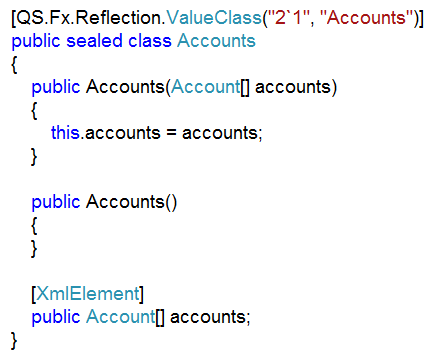 [QS.Fx.Reflection.ValueClass("2`1", "Accounts")]
public sealed class Accounts
{
    public Accounts(Account[] accounts)
    {
        this.accounts = accounts;
    }

    public Accounts()
    {
    }

    [XmlElement]
    public Account[] accounts;
}